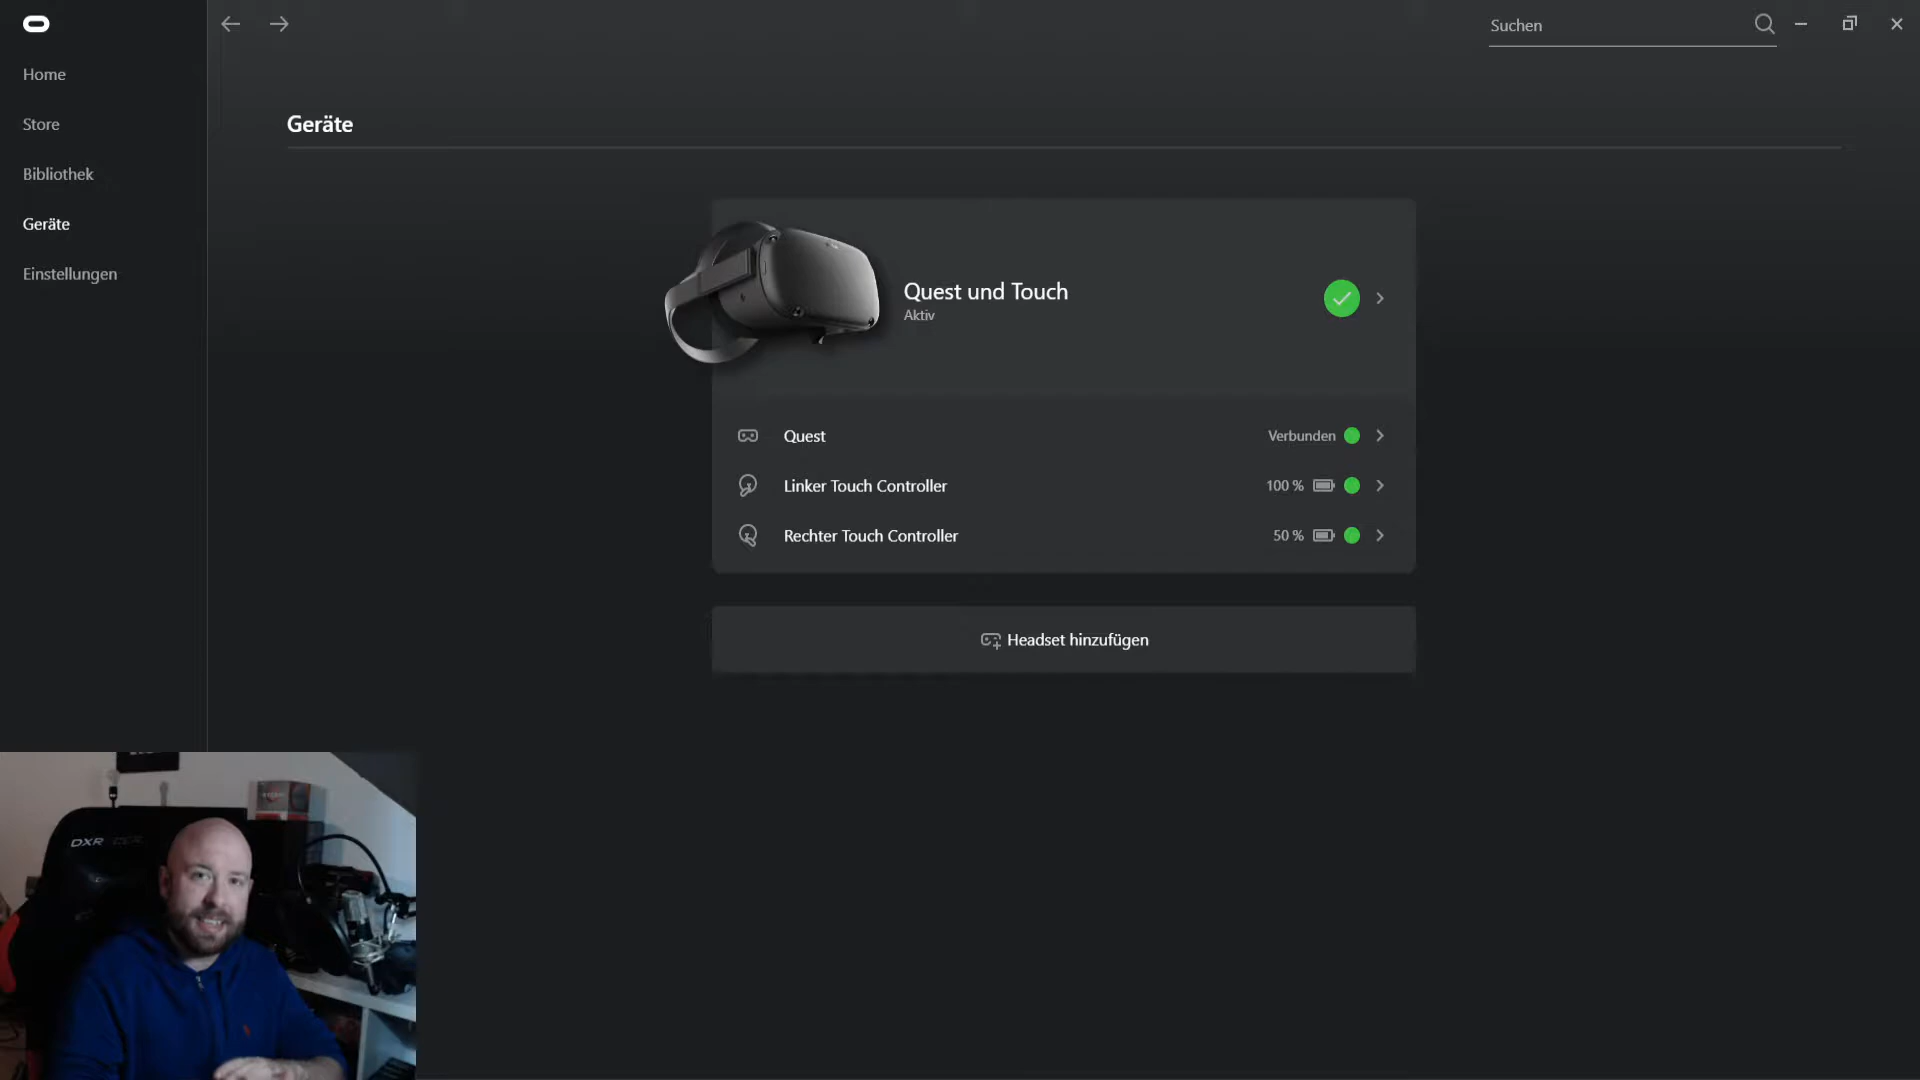 Suchen
Home
Store
Bibliothek
Geräte
Einstellungen
Geräte
Quest und Touch
Aktiv
Quest
Verbunden
Linker Touch Controller
100 %
Rechter Touch Controller
50 %
Headset hinzufügen
DXR
RYZEN